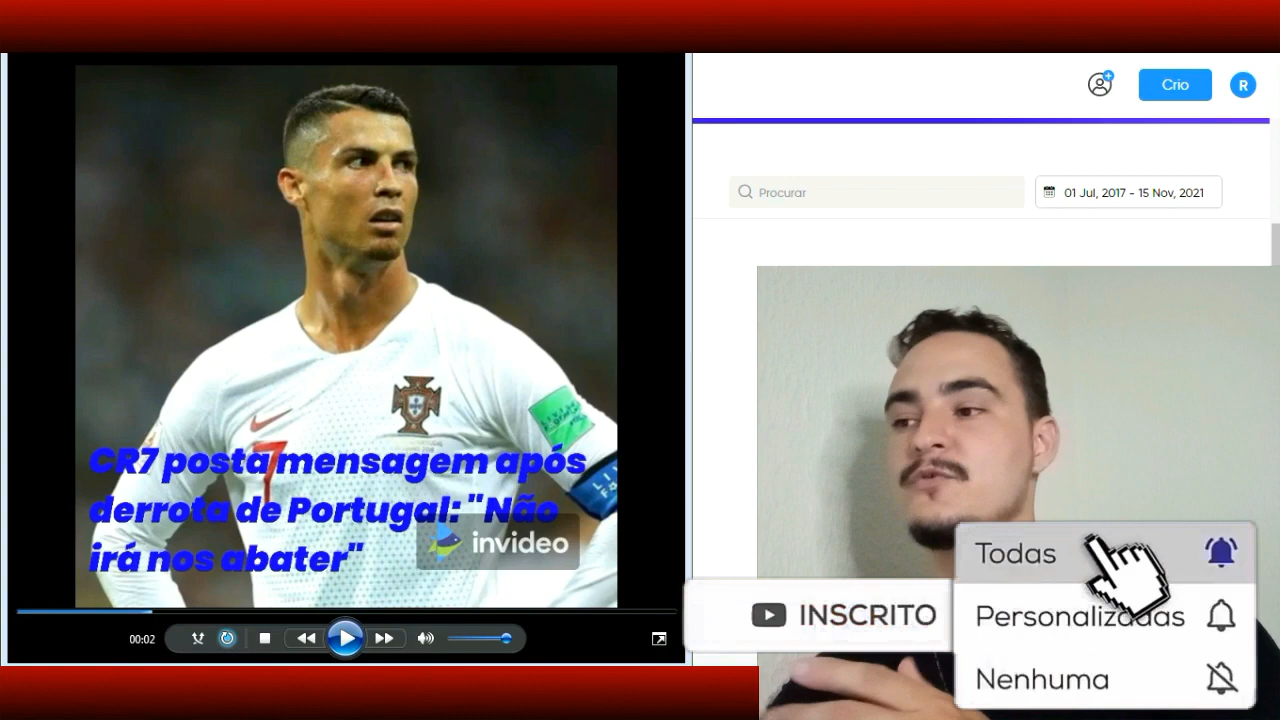 Crio
R
Procurar
01 Jul, 2017 - 15 Nov, 2021
7
CR7 posta mensagem após
derrota de Portugal: "Não
irá nos abater"
invideo
00:02
INSCRITO
Todas
Personalizadas
Nenhuma